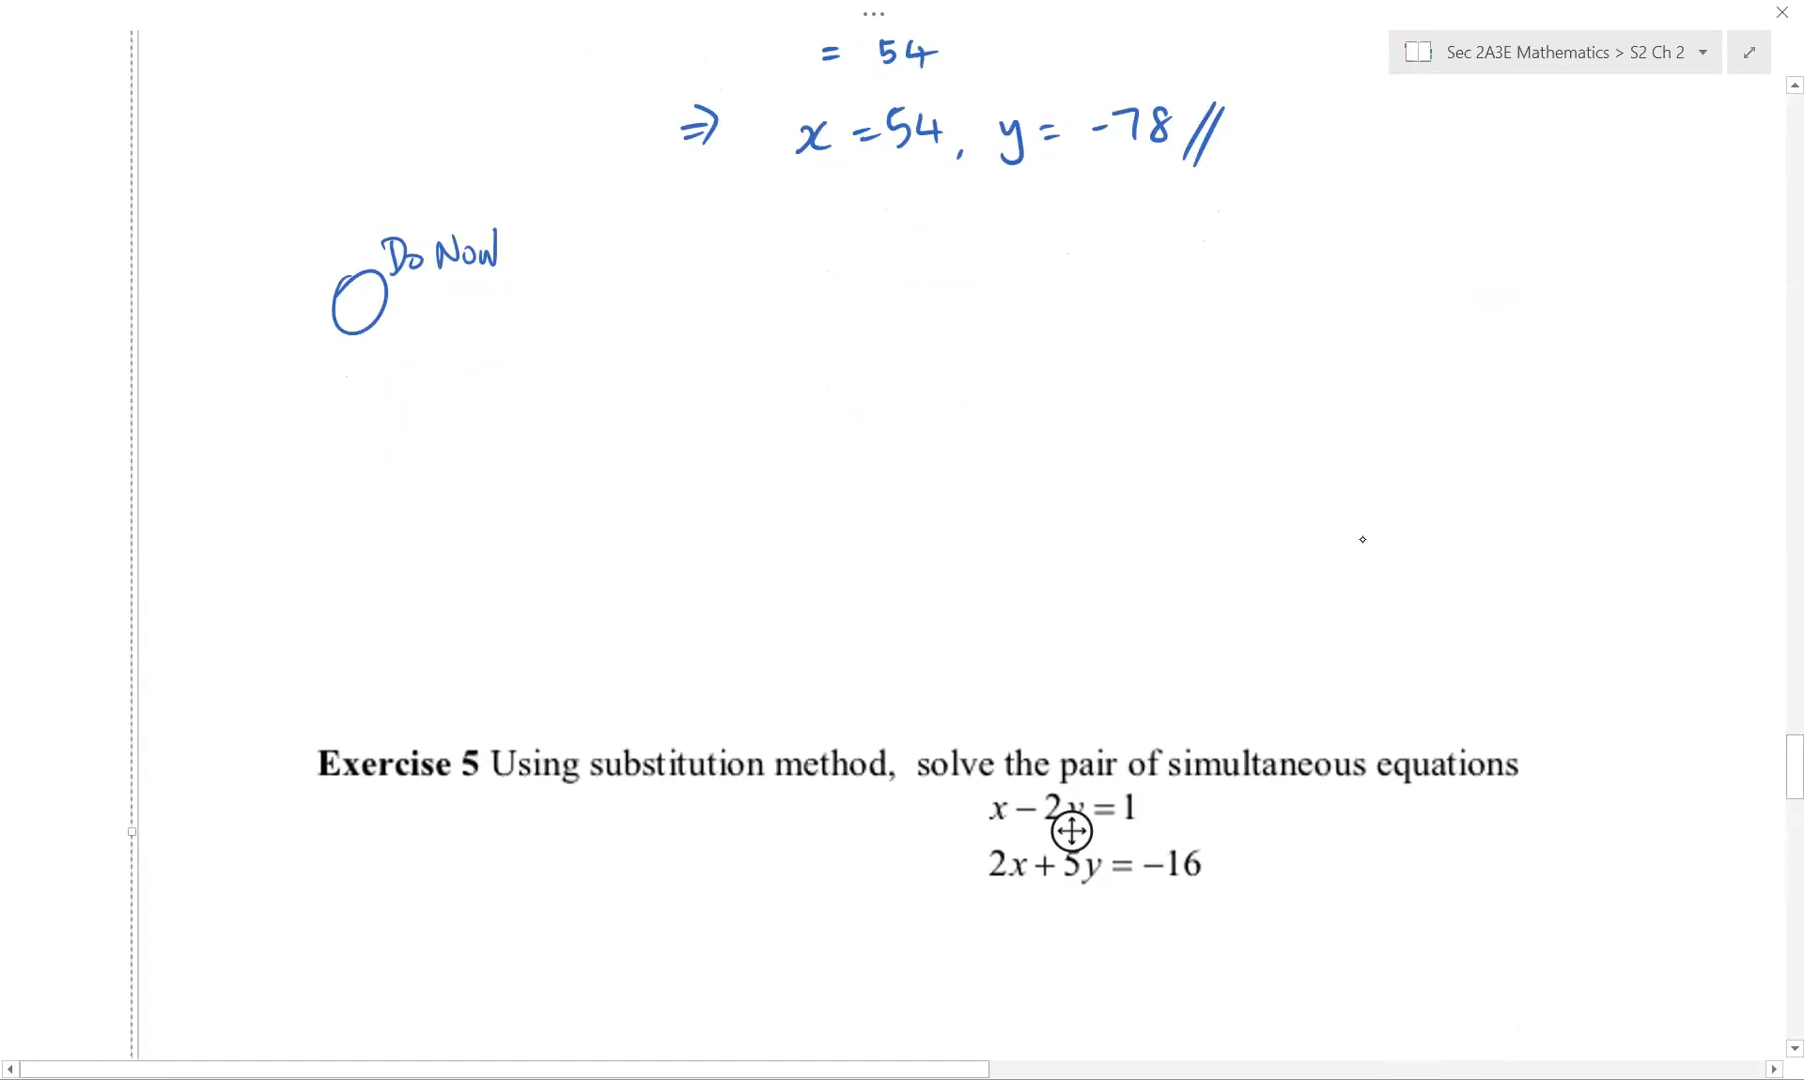 = 54
Sec 2A3E Mathematics > S2 Ch 2
⇒ x = 54, y = -78 //
Do Now
Exercise 5 Using substitution method, solve the pair of simultaneous equations
x − 2y = 1
2x + 5y = −16